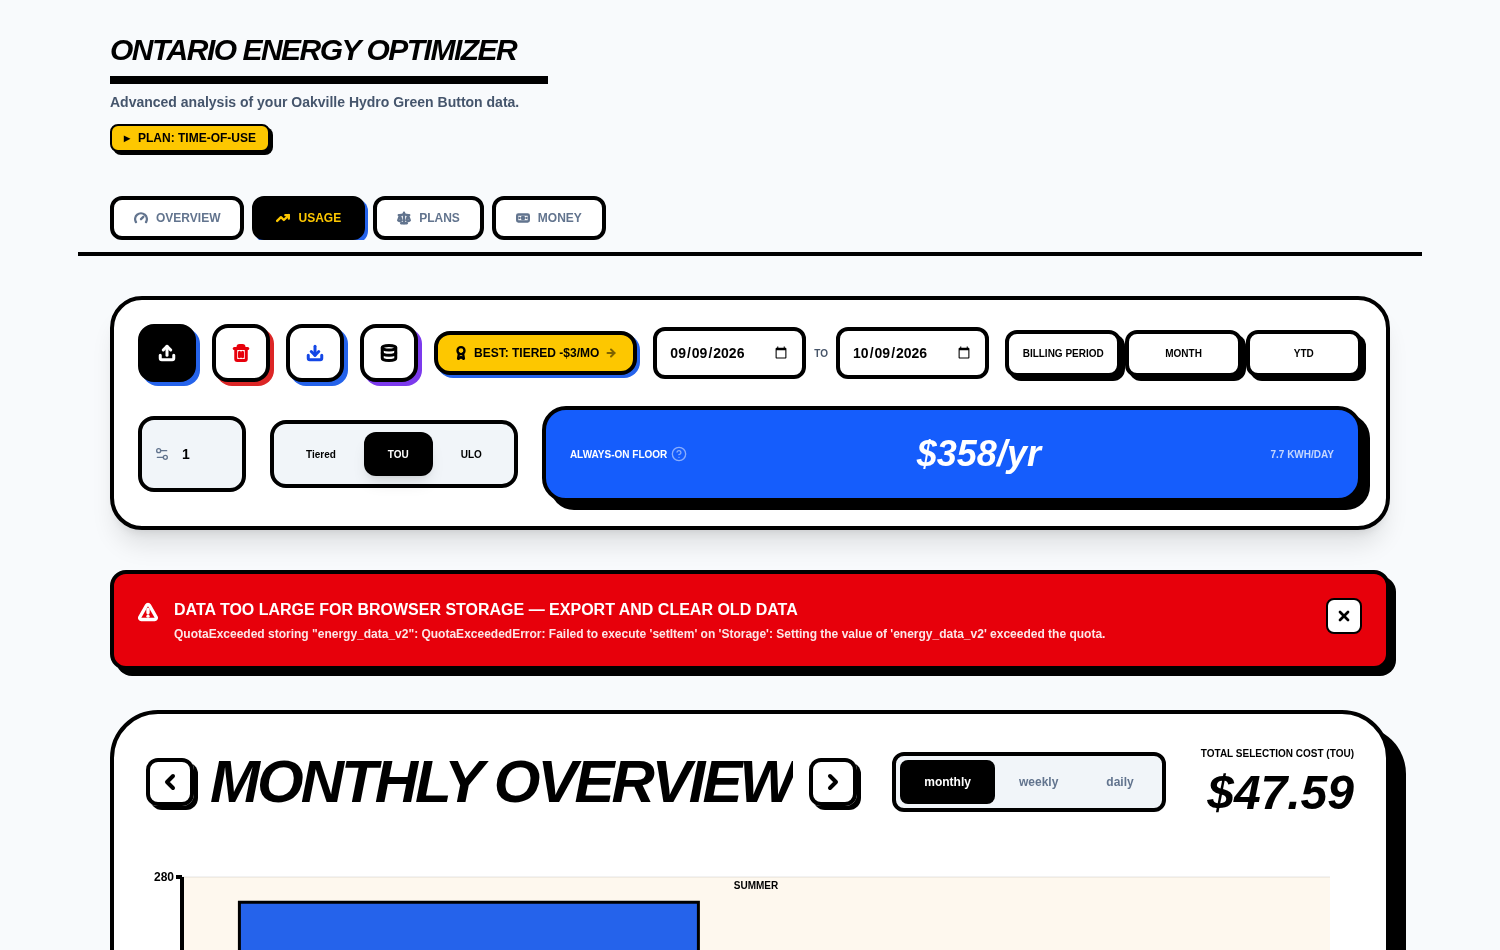 ONTARIO ENERGY OPTIMIZER
Advanced analysis of your Oakville Hydro Green Button data.
▸ PLAN: TIME-OF-USE
OVERVIEW
USAGE
PLANS
MONEY
BEST: TIERED -$3/MO →
09/09/2026
TO
10/09/2026
BILLING PERIOD
MONTH
YTD
1
Tiered
TOU
ULO
ALWAYS-ON FLOOR
$358/yr
7.7 KWH/DAY
DATA TOO LARGE FOR BROWSER STORAGE — EXPORT AND CLEAR OLD DATA
QuotaExceeded storing "energy_data_v2": QuotaExceededError: Failed to execute 'setItem' on 'Storage': Setting the value of 'energy_data_v2' exceeded the quota.
MONTHLY OVERVIEW
monthly
weekly
daily
TOTAL SELECTION COST (TOU)
$47.59
280
SUMMER